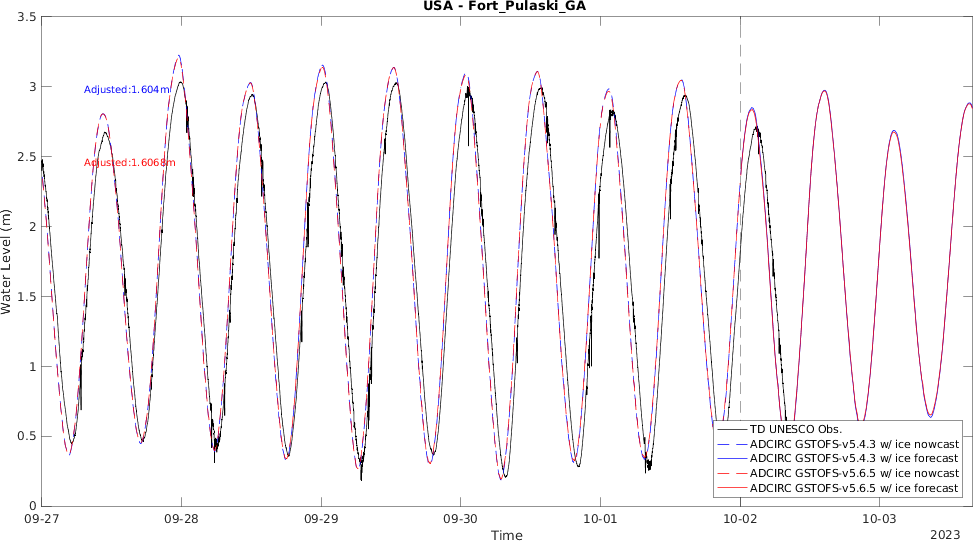 USA - Fort_Pulaski_GA
3.5
3
2.5
2
1.5
1
0.5
0
Water Level (m)
Adjusted:1.604m
Adjusted:1.6068m
TD UNESCO Obs.
ADCIRC GSTOFS-v5.4.3 w/ ice nowcast
ADCIRC GSTOFS-v5.4.3 w/ ice forecast
ADCIRC GSTOFS-v5.6.5 w/ ice nowcast
ADCIRC GSTOFS-v5.6.5 w/ ice forecast
09-27 09-28 09-29 09-30 10-01 10-02 10-03
Time
2023